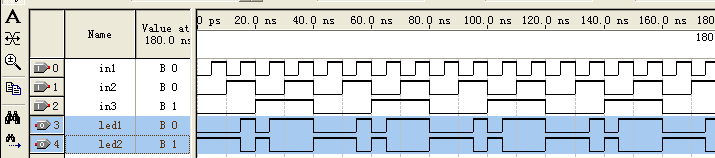 A
Name
Value at
180.0 ns
0 ps
20.0 ns
40.0 ns
60.0 ns
80.0 ns
100.0 ns
120.0 ns
140.0 ns
160.0 ns
180
180
0 in1 B 0
1 in2 B 0
2 in3 B 1
3 led1 B 0
4 led2 B 1